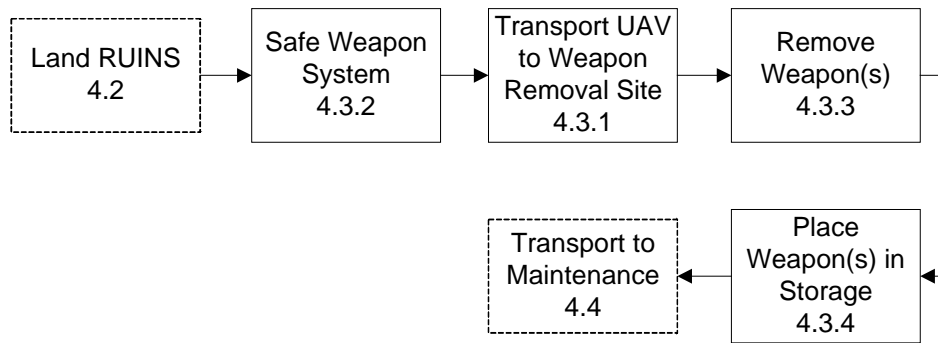 Land RUINS
4.2
Safe Weapon
System
4.3.2
Transport UAV
to Weapon
Removal Site
4.3.1
Remove
Weapon(s)
4.3.3
Transport to
Maintenance
4.4
Place
Weapon(s) in
Storage
4.3.4